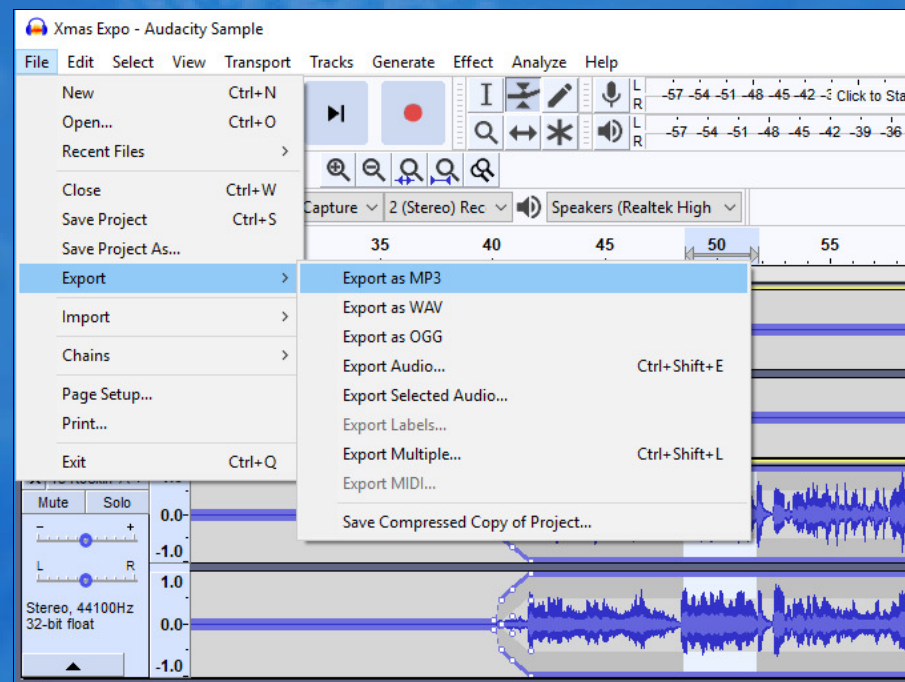 Xmas Expo - Audacity Sample
File Edit Select View Transport Tracks Generate Effect Analyze Help
New Ctrl+N
Open... Ctrl+O
Recent Files >
Close Ctrl+W
Save Project Ctrl+S
Save Project As...
Export >
Import >
Chains >
Page Setup...
Print...
Exit Ctrl+Q
L
R
-57 -54 -51 -48 -45 -42 Click to Sta
L
R
-57 -54 -51 -48 -45 -42 -39 -36
Capture 2 (Stereo) Rec Speakers (Realtek High
35 40 45 50 55
Export as MP3
Export as WAV
Export as OGG
Export Audio... Ctrl+Shift+E
Export Selected Audio...
Export Labels...
Export Multiple... Ctrl+Shift+L
Export MIDI...
Save Compressed Copy of Project...
Mute Solo
- +
L R
Stereo, 44100Hz
32-bit float
0.0-
-1.0
1.0
0.0-
-1.0